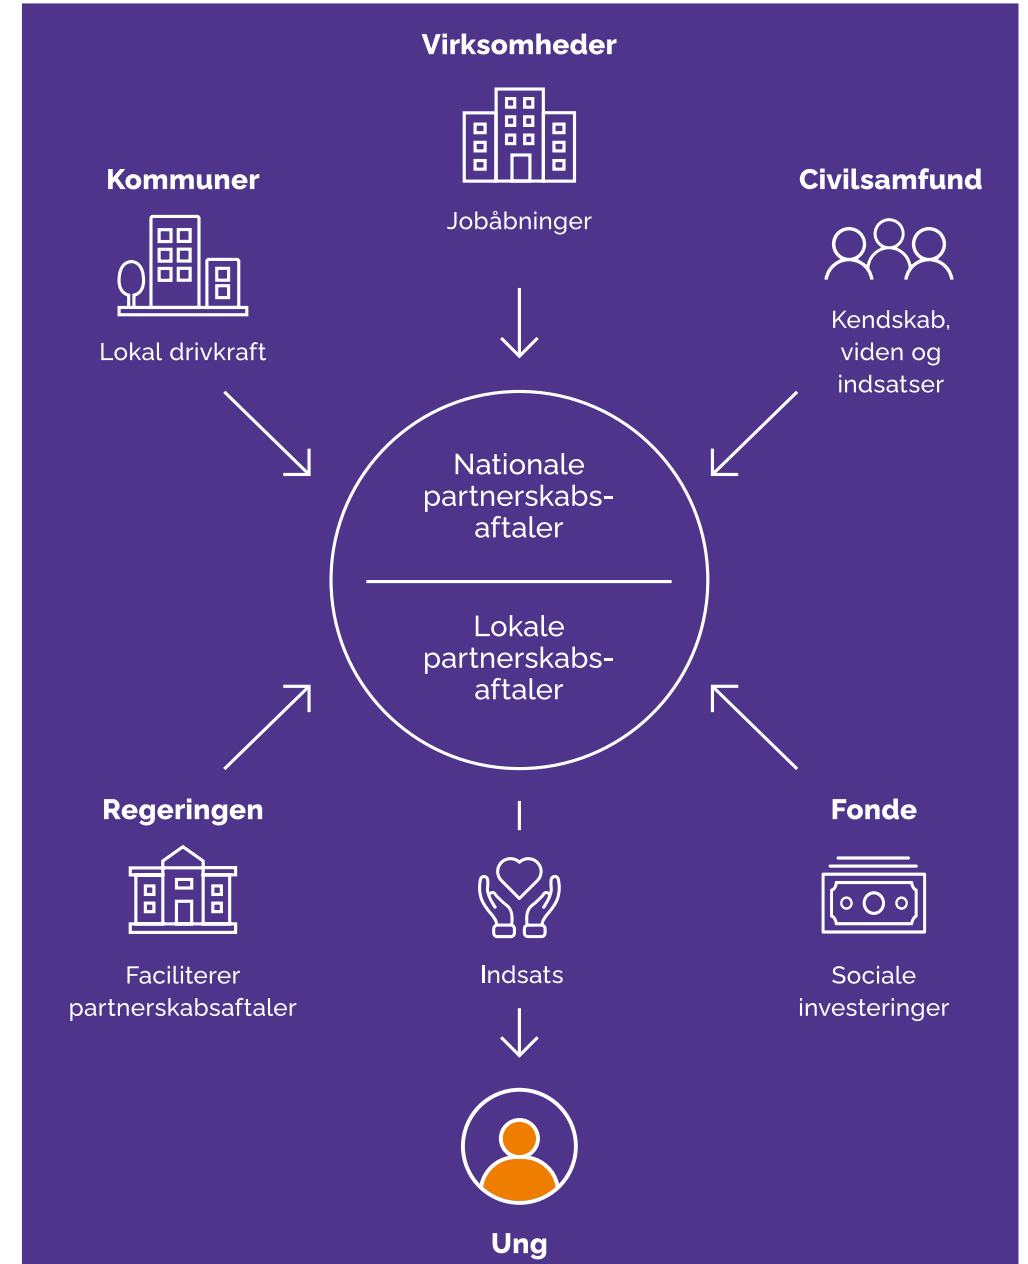 Virksomheder
Jobåbninger
Kommuner
Lokal drivkraft
Civilsamfund
Kendskab,
viden og
indsatser
Nationale
partnerskabs-
aftaler
Lokale
partnerskabs-
aftaler
Regeringen
Faciliterer
partnerskabsaftaler
Indsats
Fonde
Sociale
investeringer
Ung